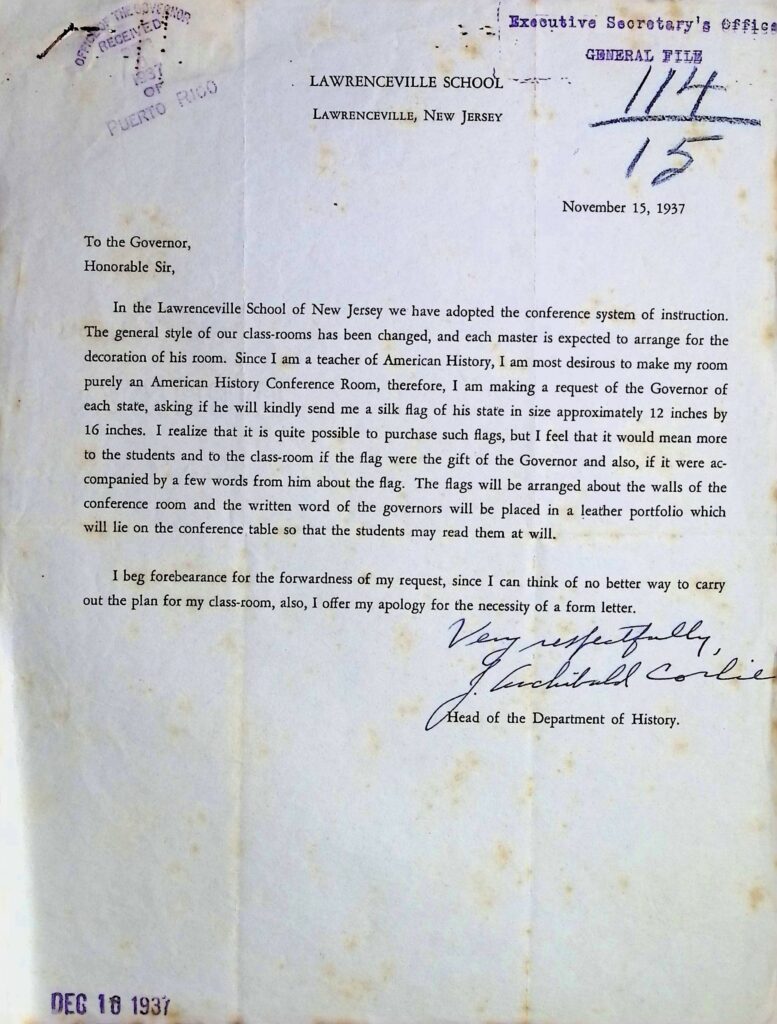 OFFICE OF THE GOVERNOR
RECEIVED
1937
OF
PUERTO RICO
Executive Secretary's Office
GENERAL FILE
114
15
LAWRENCEVILLE SCHOOL
LAWRENCEVILLE, NEW JERSEY
November 15, 1937
To the Governor,
Honorable Sir,
In the Lawrenceville School of New Jersey we have adopted the conference system of instruction.
The general style of our class-rooms has been changed, and each master is expected to arrange for the
decoration of his room. Since I am a teacher of American History, I am most desirous to make my room
purely an American History Conference Room, therefore, I am making a request of the Governor of
each state, asking if he will kindly send me a silk flag of his state in size approximately 12 inches by
16 inches. I realize that it is quite possible to purchase such flags, but I feel that it would mean more
to the students and to the class-room if the flag were the gift of the Governor and also, if it were ac-
companied by a few words from him about the flag. The flags will be arranged about the walls of the
conference room and the written word of the governors will be placed in a leather portfolio which
will lie on the conference table so that the students may read them at will.
I beg forebearance for the forwardness of my request, since I can think of no better way to carry
out the plan for my class-room, also, I offer my apology for the necessity of a form letter.
Very respectfully,
J. Archibald
Head of the Department of History.
DEC 16 1937